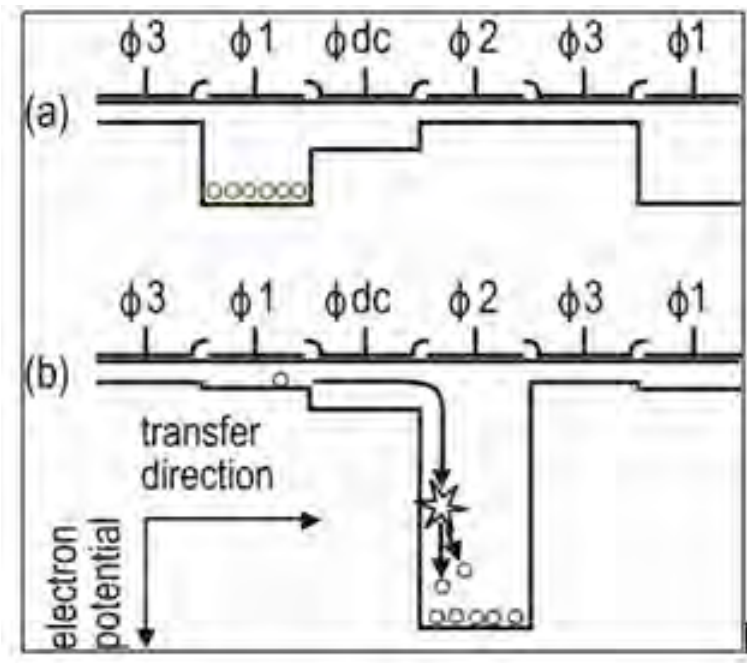 ϕ3 ϕ1 ϕdc ϕ2 ϕ3 ϕ1
(a)
ϕ3 ϕ1 ϕdc ϕ2 ϕ3 ϕ1
(b)
transfer
direction
electron
potential